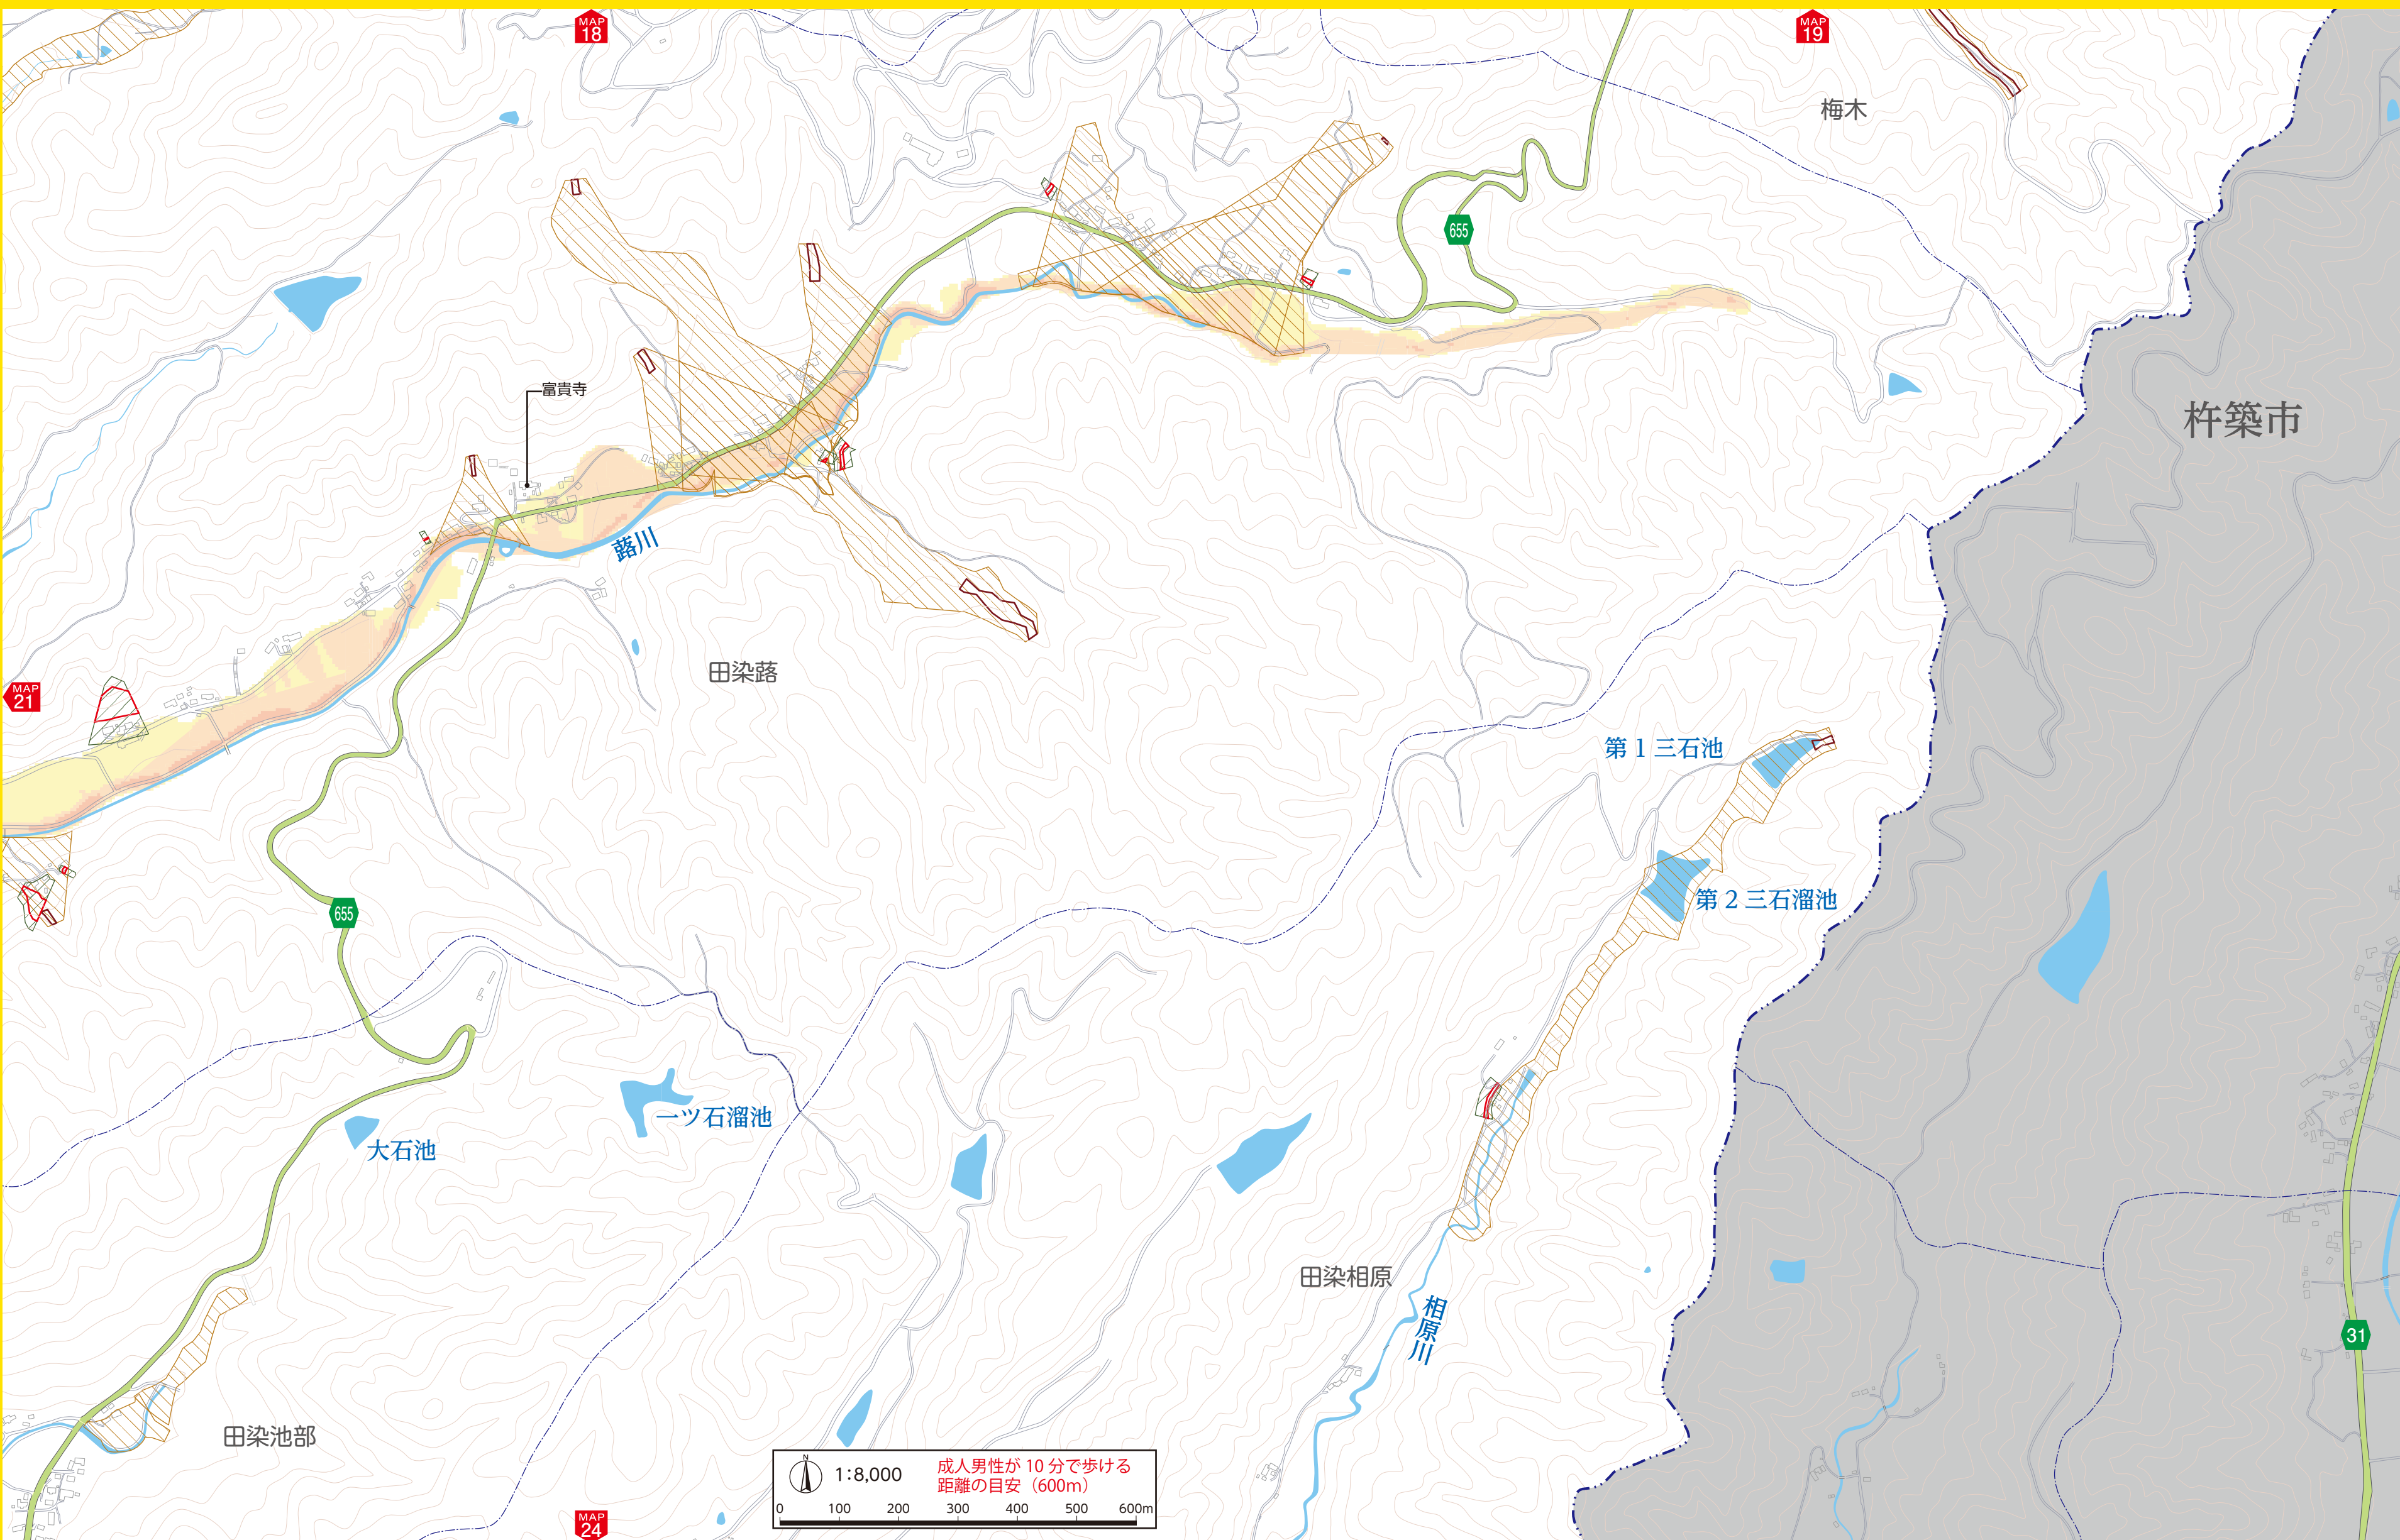 MAP
18
MAP
19
梅木
655
杵築市
富貴寺
蕗川
田染蕗
MAP
21
第1三石池
第2三石溜池
655
一ツ石溜池
大石池
田染相原
相原川
31
田染池部
N
1:8,000
成人男性が10分で歩ける
距離の目安（600m）
0 100 200 300 400 500 600m
MAP
24